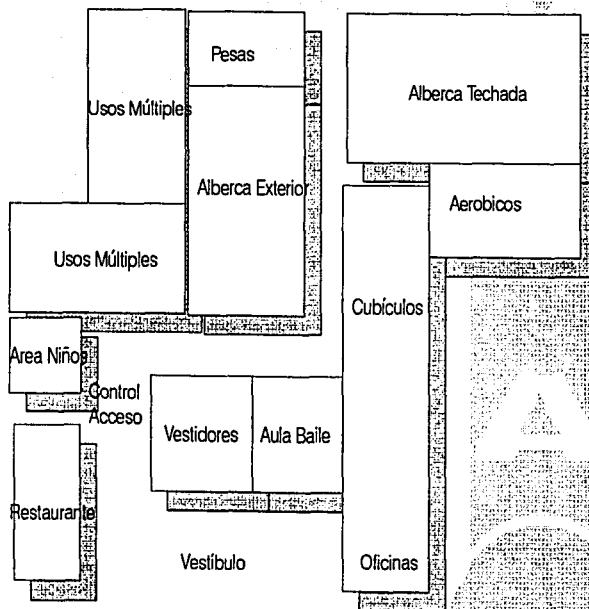 Pesas
Usos Múltiples
Alberca Techada
Alberca Exterior
Aerobicos
Usos Múltiples
Cubículos
Area Niños
Control
Acceso
Vestidores
Aula Baile
Restaurante
Vestíbulo
Oficinas